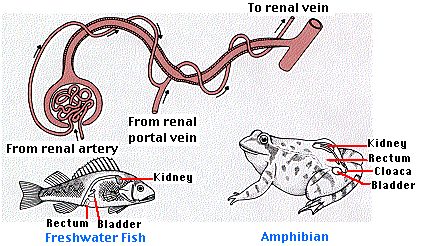 To renal vein
From renal
portal vein
From renal artery
Kidney
Rectum
Bladder
Freshwater Fish
Kidney
Rectum
Cloaca
Bladder
Amphibian